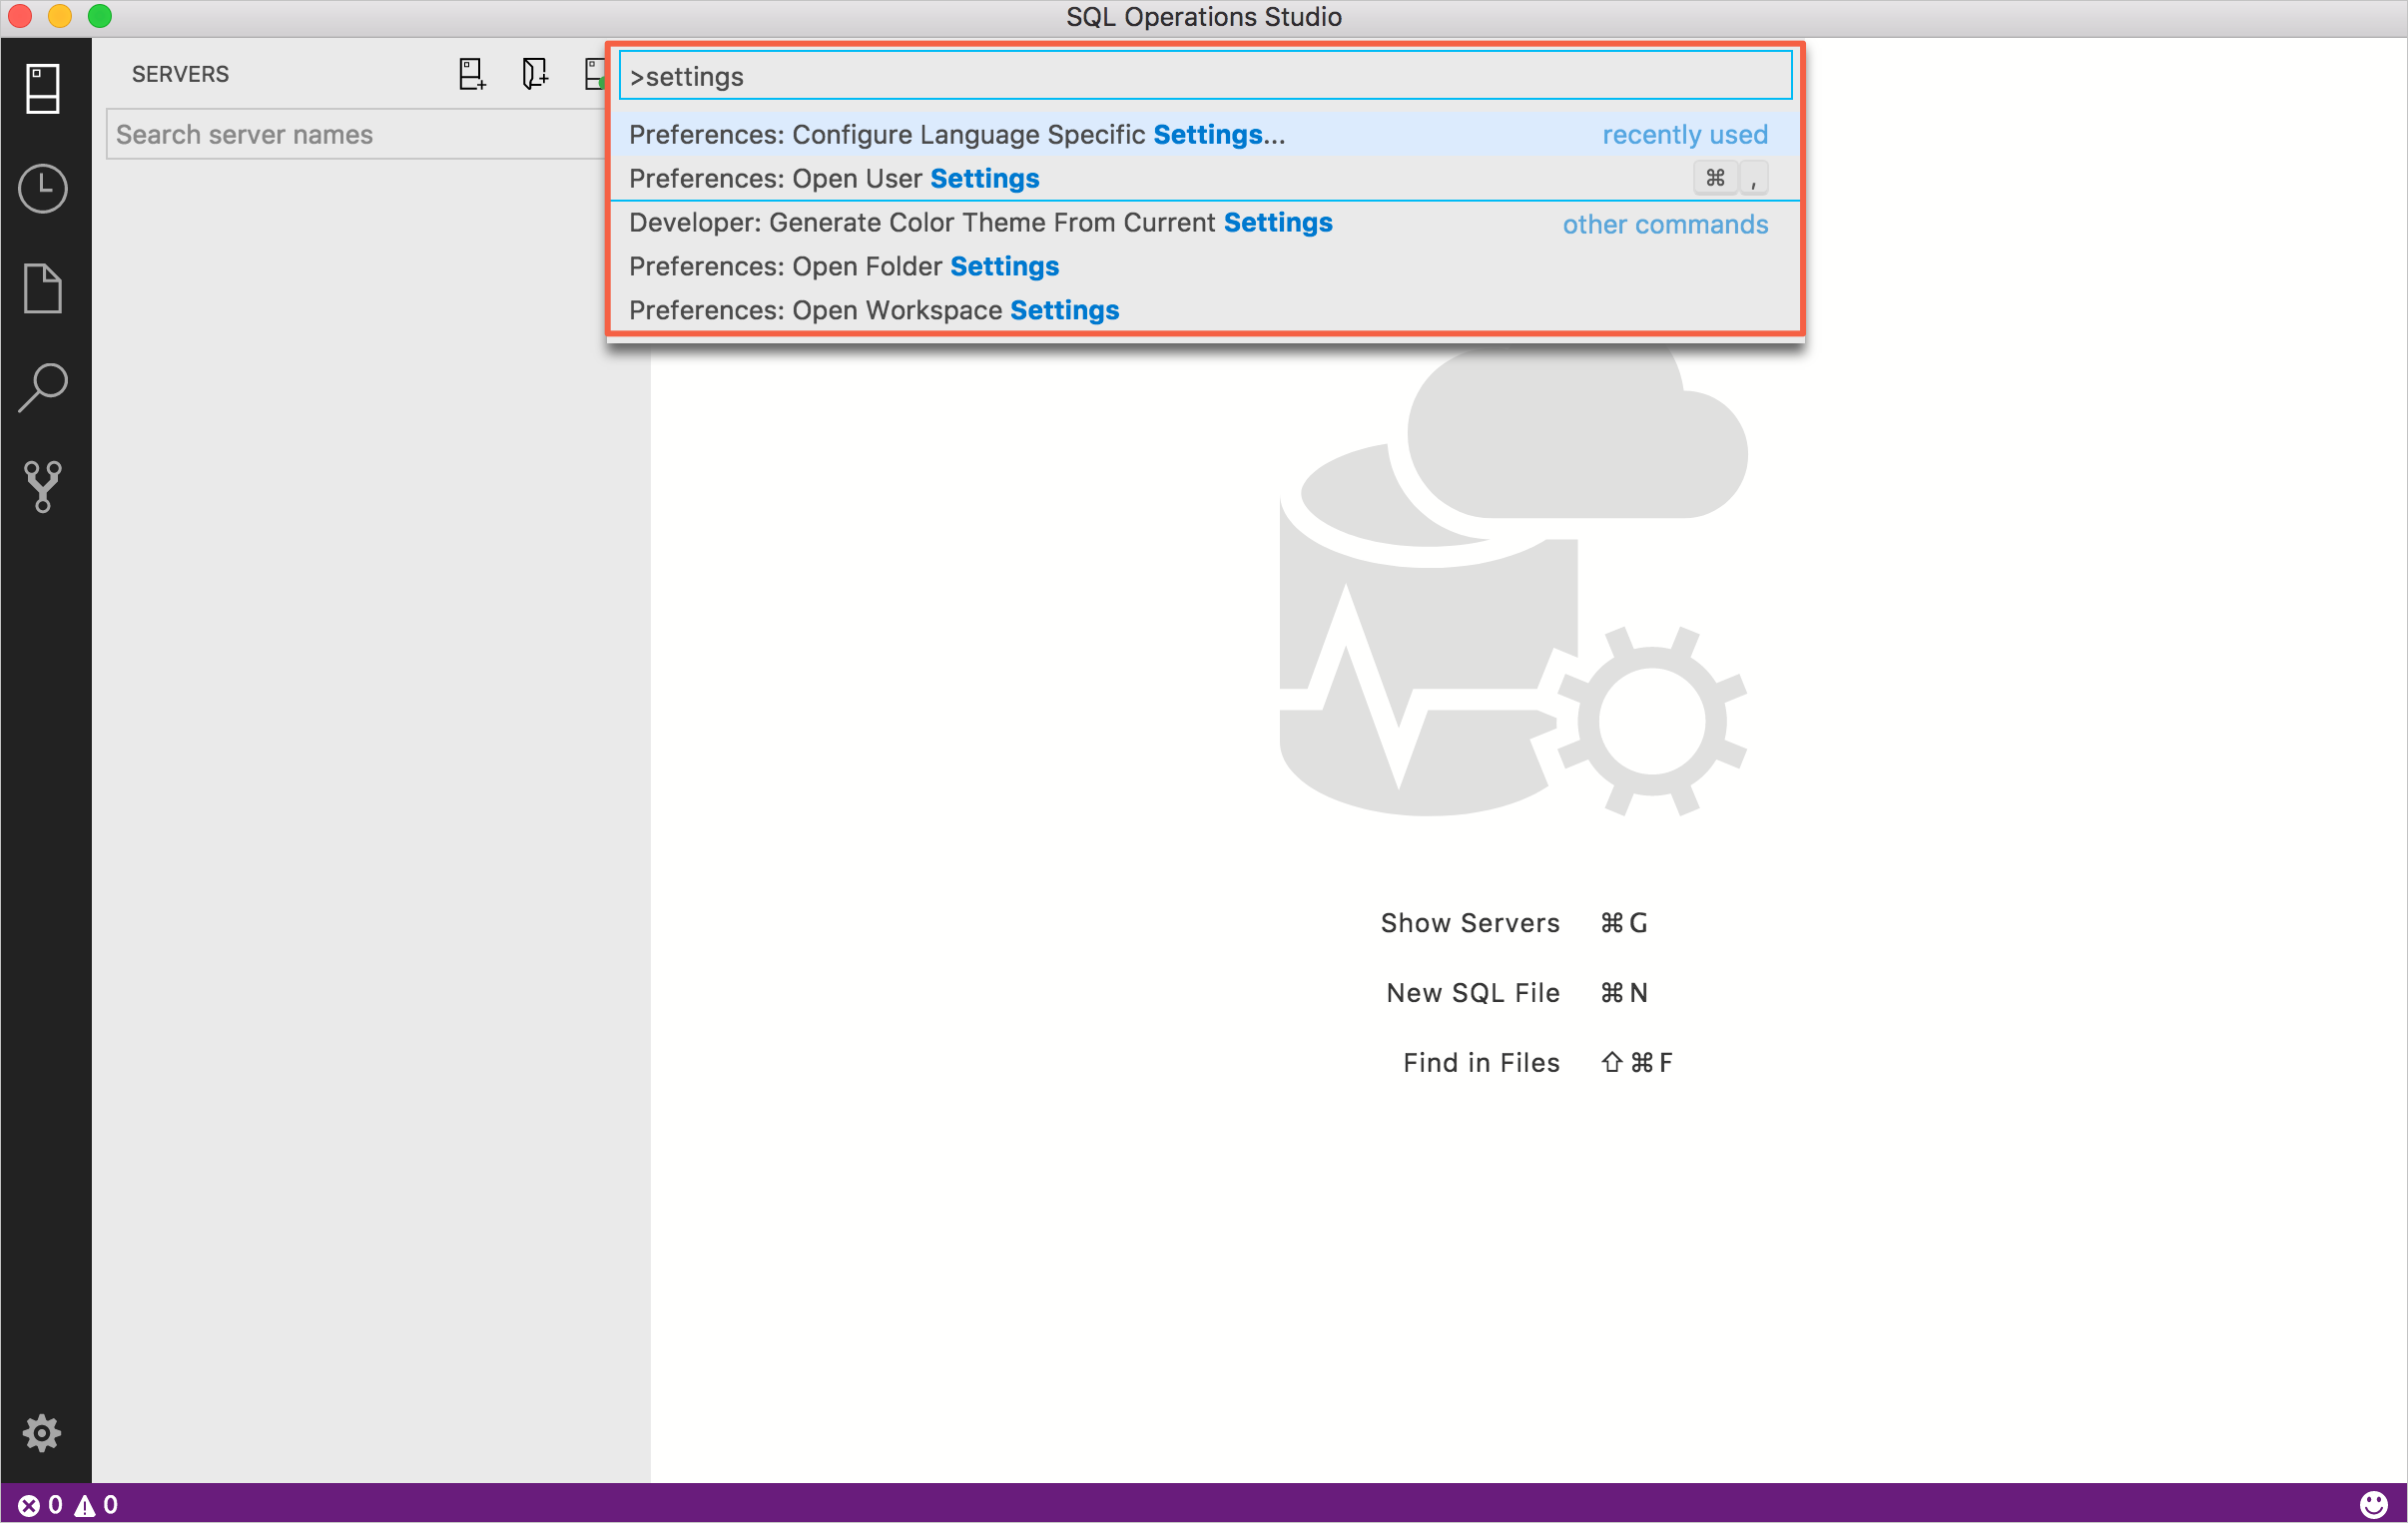 SQL Operations Studio
SERVERS
Search server names
>settings
Preferences: Configure Language Specific Settings... recently used
Preferences: Open User Settings ⌘ ,
Developer: Generate Color Theme From Current Settings other commands
Preferences: Open Folder Settings
Preferences: Open Workspace Settings
Show Servers ⌘ G
New SQL File ⌘ N
Find in Files ⇧ ⌘ F
0 0